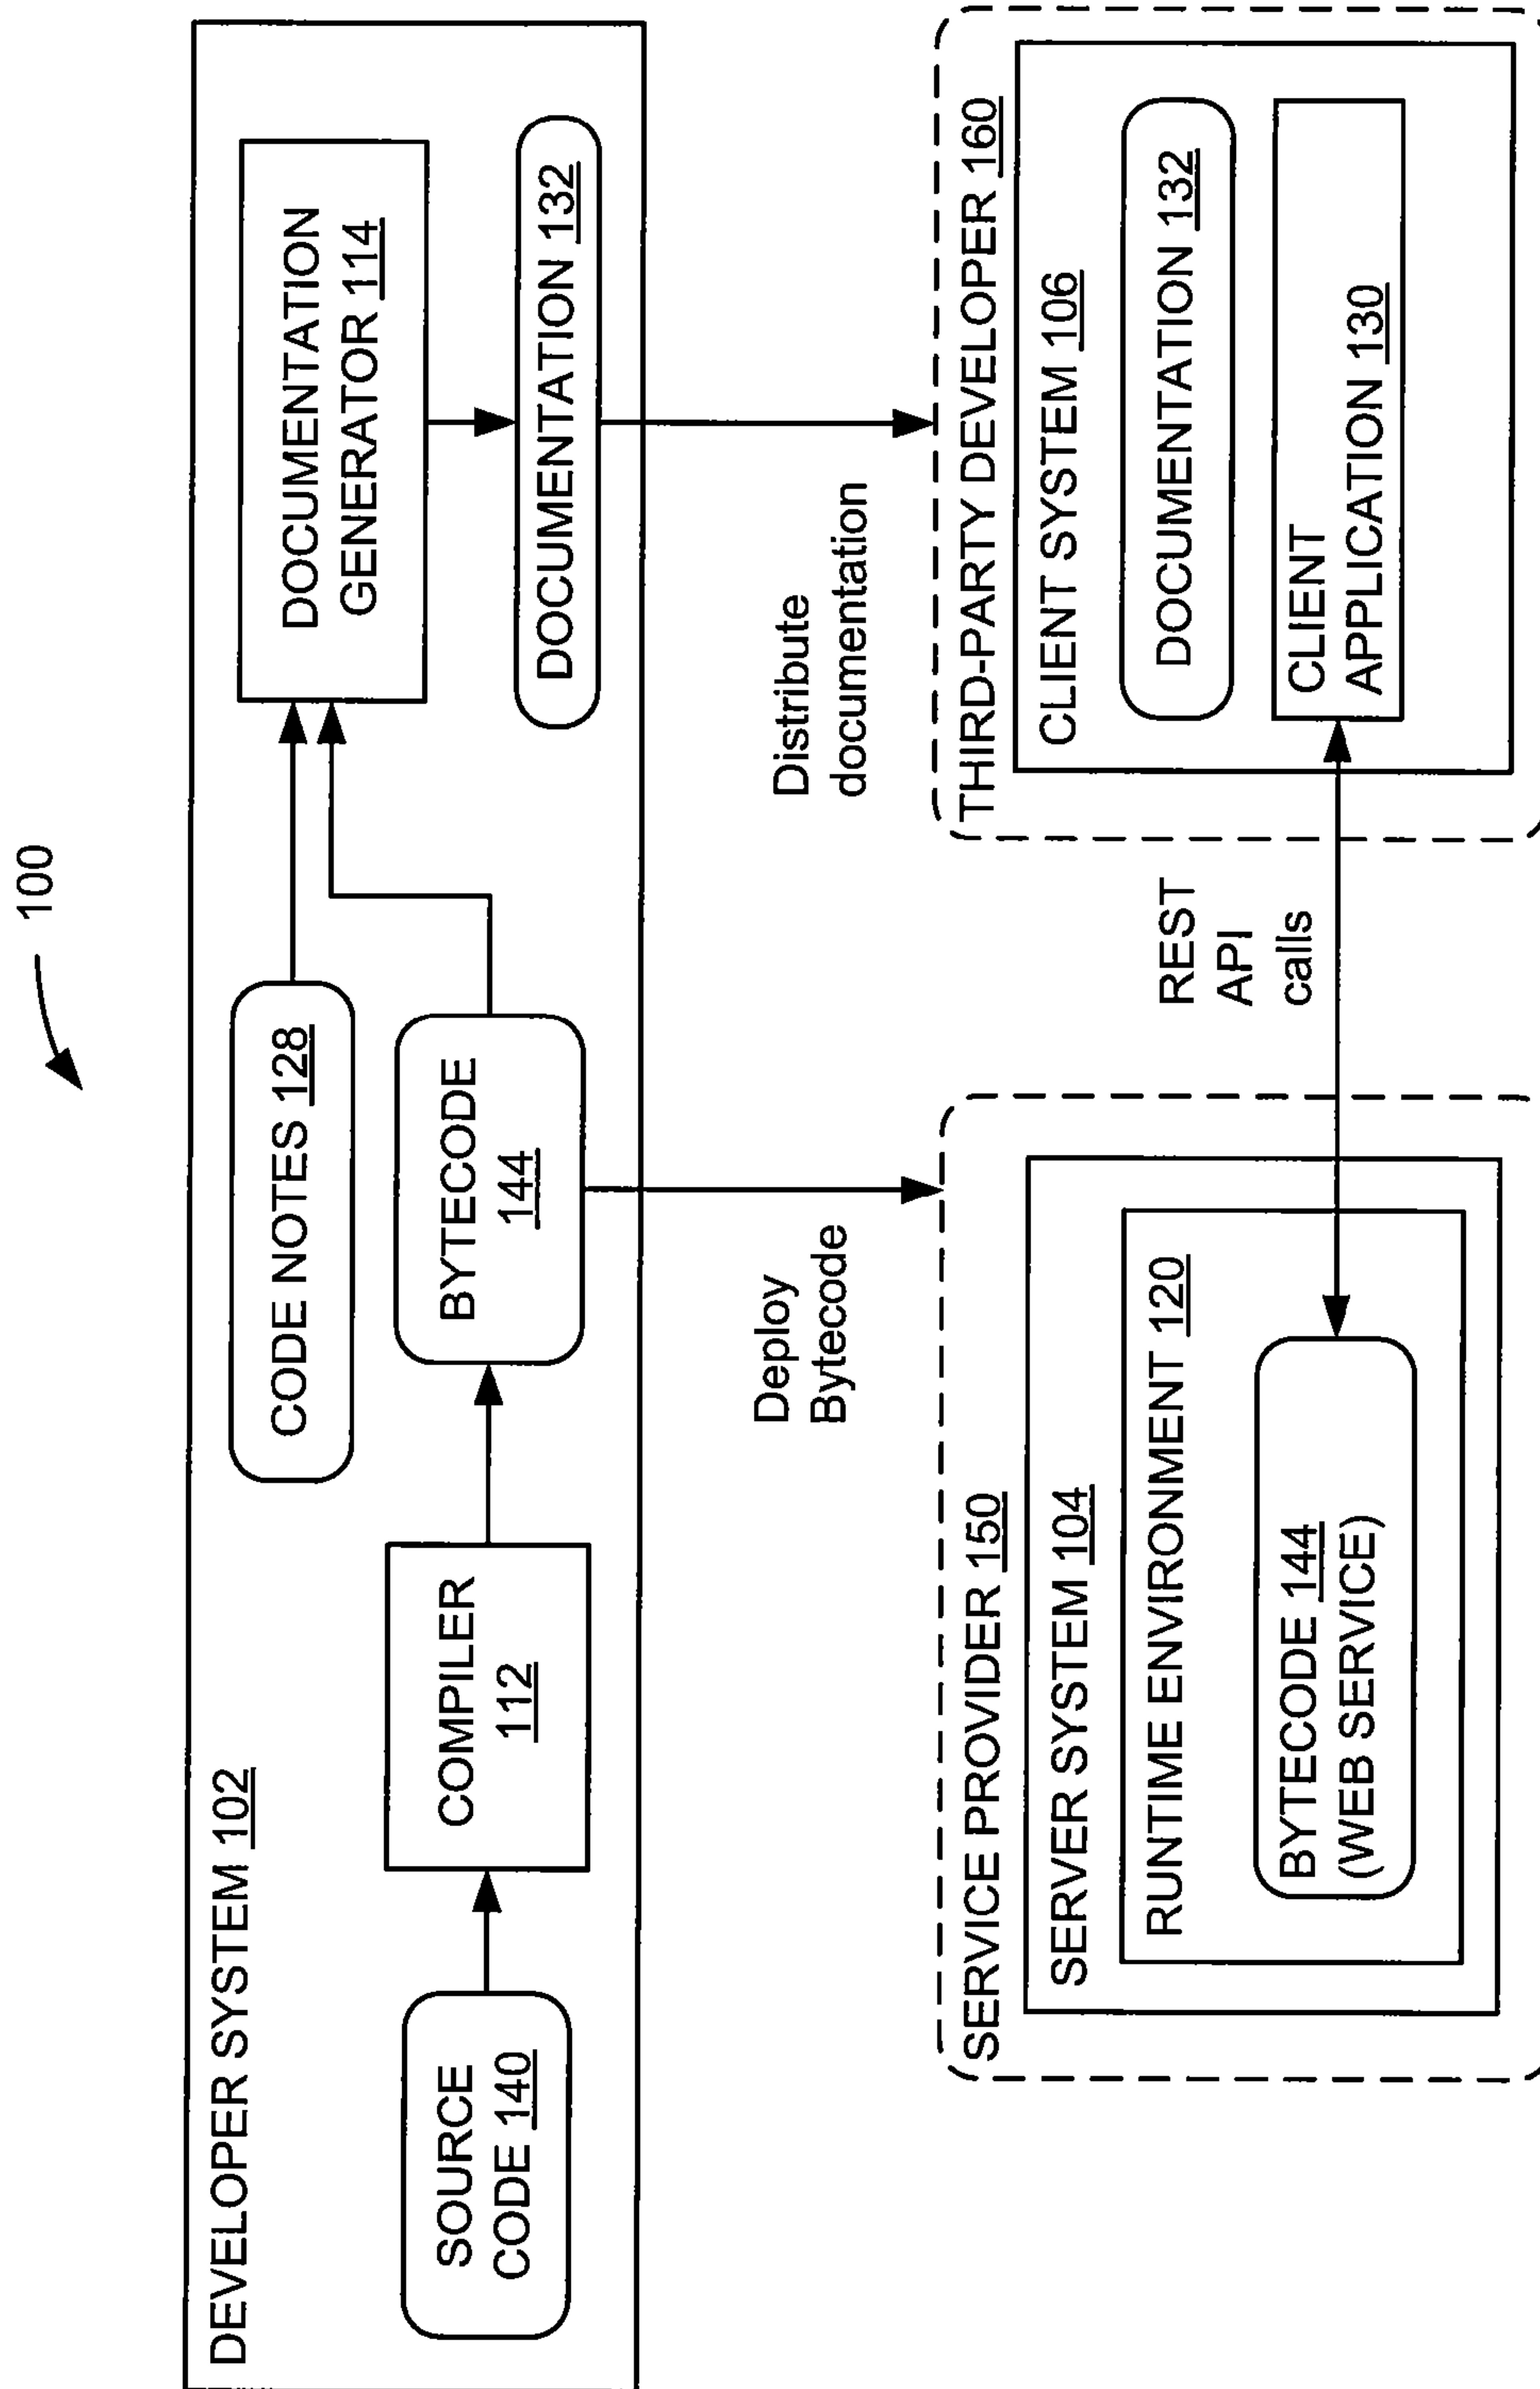 100
DEVELOPER SYSTEM 102
SOURCE
CODE 140
COMPILER
112
CODE NOTES 128
BYTECODE
144
DOCUMENTATION
GENERATOR 114
DOCUMENTATION 132
Deploy
Bytecode
Distribute
documentation
SERVICE PROVIDER 150
SERVER SYSTEM 104
RUNTIME ENVIRONMENT 120
BYTECODE 144
(WEB SERVICE)
REST
API
calls
THIRD-PARTY DEVELOPER 160
CLIENT SYSTEM 106
DOCUMENTATION 132
CLIENT
APPLICATION 130